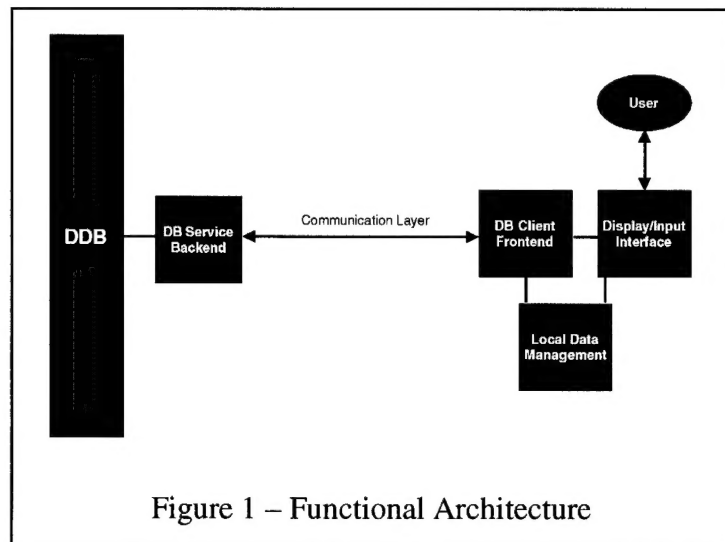 User
DDB
DB Service
Backend
Communication Layer
DB Client
Frontend
Display/Input
Interface
Local Data
Management
Figure 1 – Functional Architecture